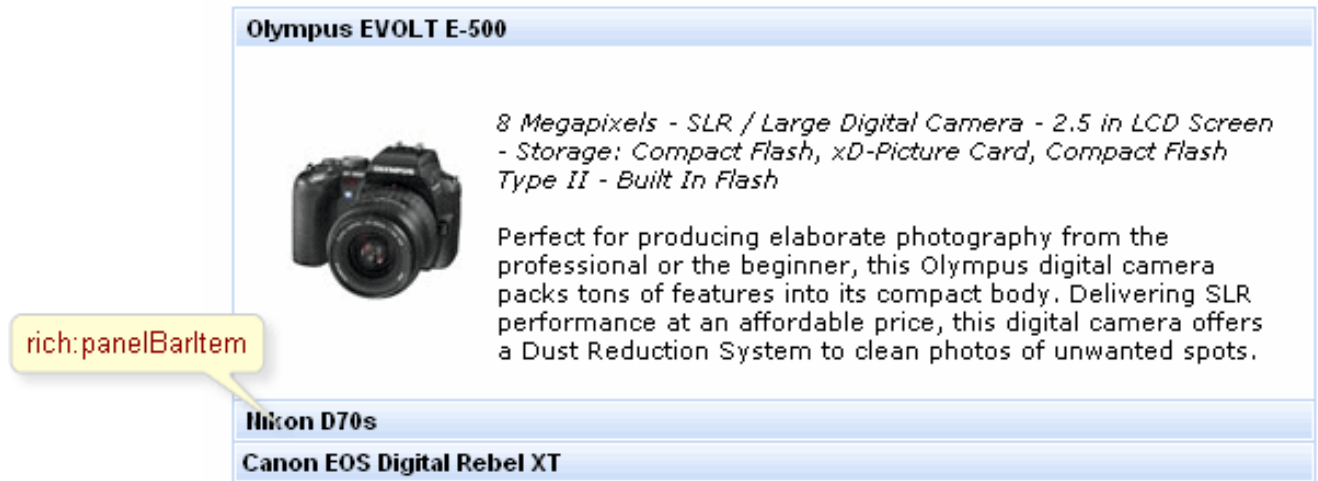 Olympus EVOLT E-500
8 Megapixels - SLR / Large Digital Camera - 2.5 in LCD Screen
- Storage: Compact Flash, xD-Picture Card, Compact Flash
Type II - Built In Flash
Perfect for producing elaborate photography from the
professional or the beginner, this Olympus digital camera
packs tons of features into its compact body. Delivering SLR
performance at an affordable price, this digital camera offers
a Dust Reduction System to clean photos of unwanted spots.
rich:panelBarItem
Nikon D70s
Canon EOS Digital Rebel XT